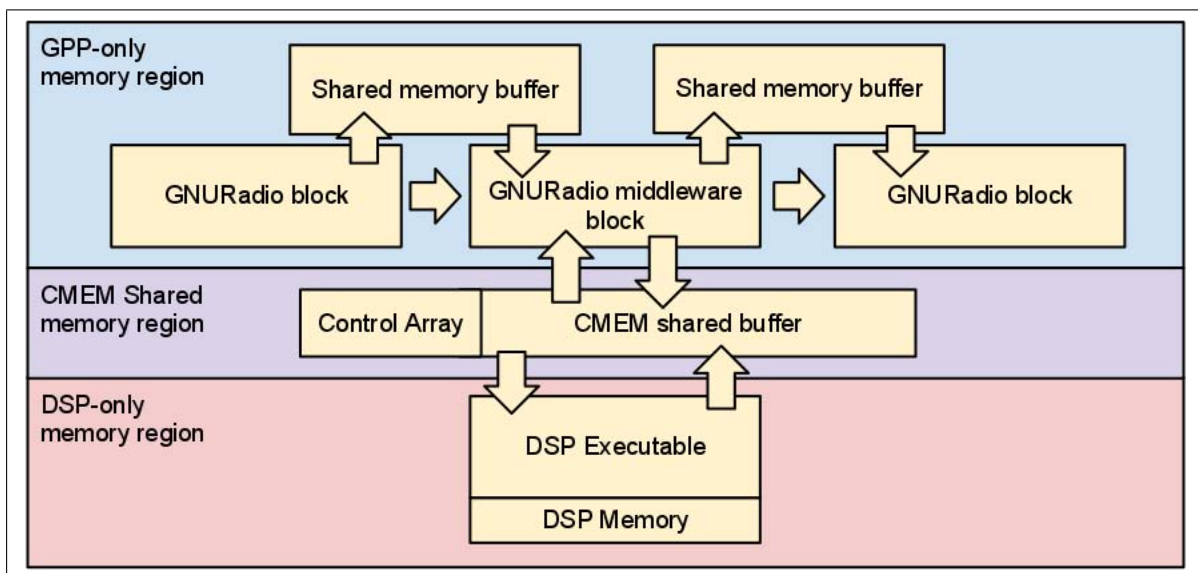 GPP-only
memory region
Shared memory buffer
Shared memory buffer
GNURadio block
GNURadio middleware
block
GNURadio block
CMEM Shared
memory region
Control Array
CMEM shared buffer
DSP-only
memory region
DSP Executable
DSP Memory